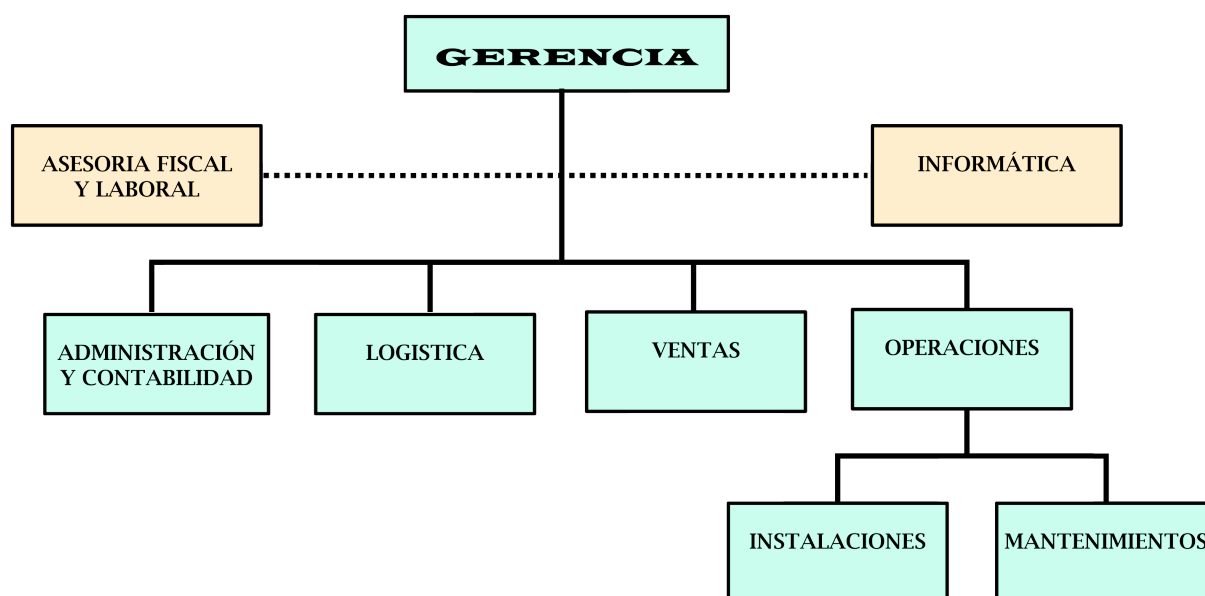 GERENCIA
ASESORIA FISCAL
Y LABORAL
INFORMÁTICA
ADMINISTRACIÓN
Y CONTABILIDAD
LOGISTICA
VENTAS
OPERACIONES
INSTALACIONES
MANTENIMIENTOS